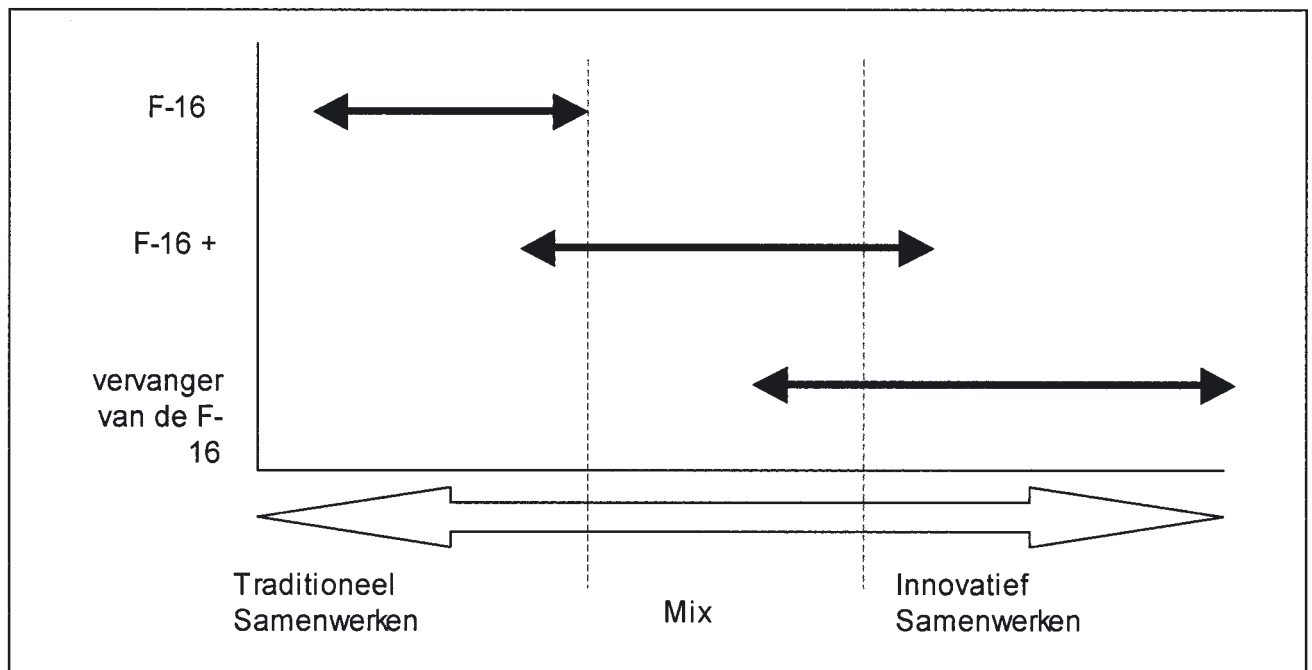 F-16
F-16 +
vervanger
van de F-
16
Traditioneel
Samenwerken
Mix
Innovatief
Samenwerken